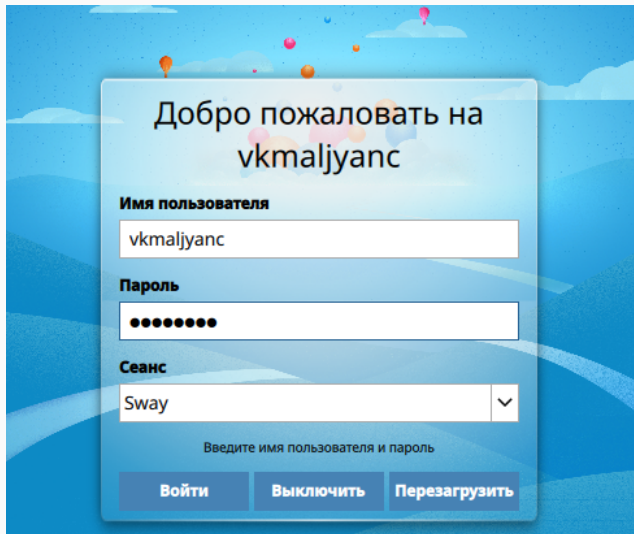 Добро пожаловать на
vkmaljyanc
Имя пользователя
vkmaljyanc
Пароль
●●●●●●●●
Сеанс
Sway
Введите имя пользователя и пароль
Войти
Выключить
Перезагрузить